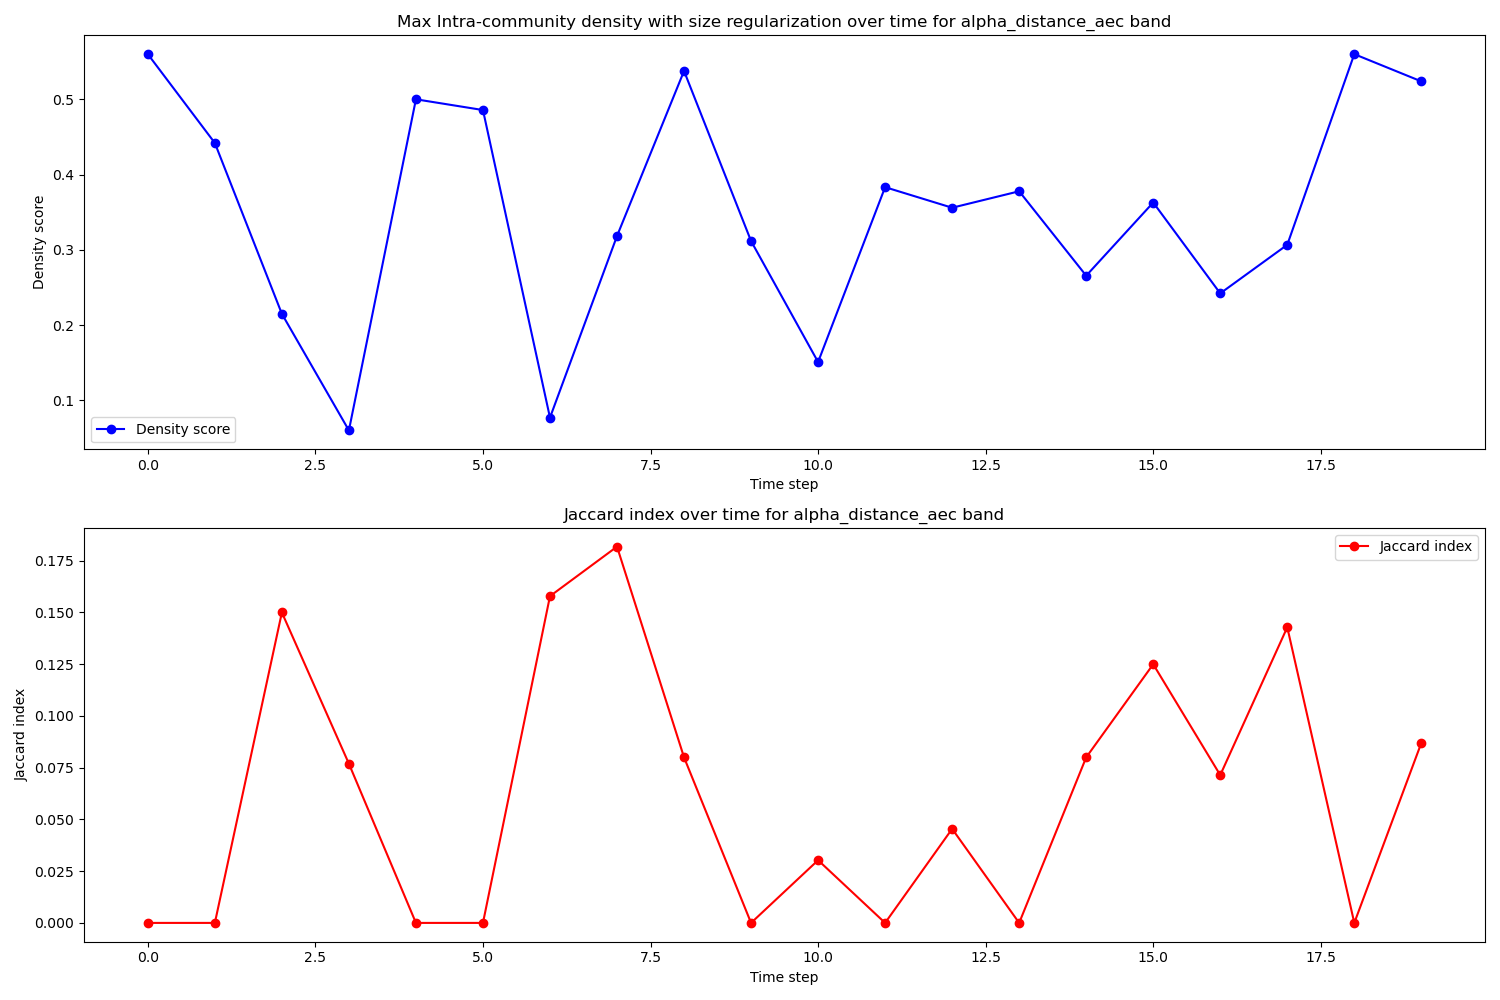 Max Intra-community density with size regularization over time for alpha_distance_aec band
Density score
0.5
0.4
0.3
0.2
0.1
Density score
0.0 2.5 5.0 7.5 10.0 12.5 15.0 17.5
Time step
Jaccard index over time for alpha_distance_aec band
Jaccard index
0.175
0.150
0.125
0.100
0.075
0.050
0.025
0.000
Jaccard index
0.0 2.5 5.0 7.5 10.0 12.5 15.0 17.5
Time step